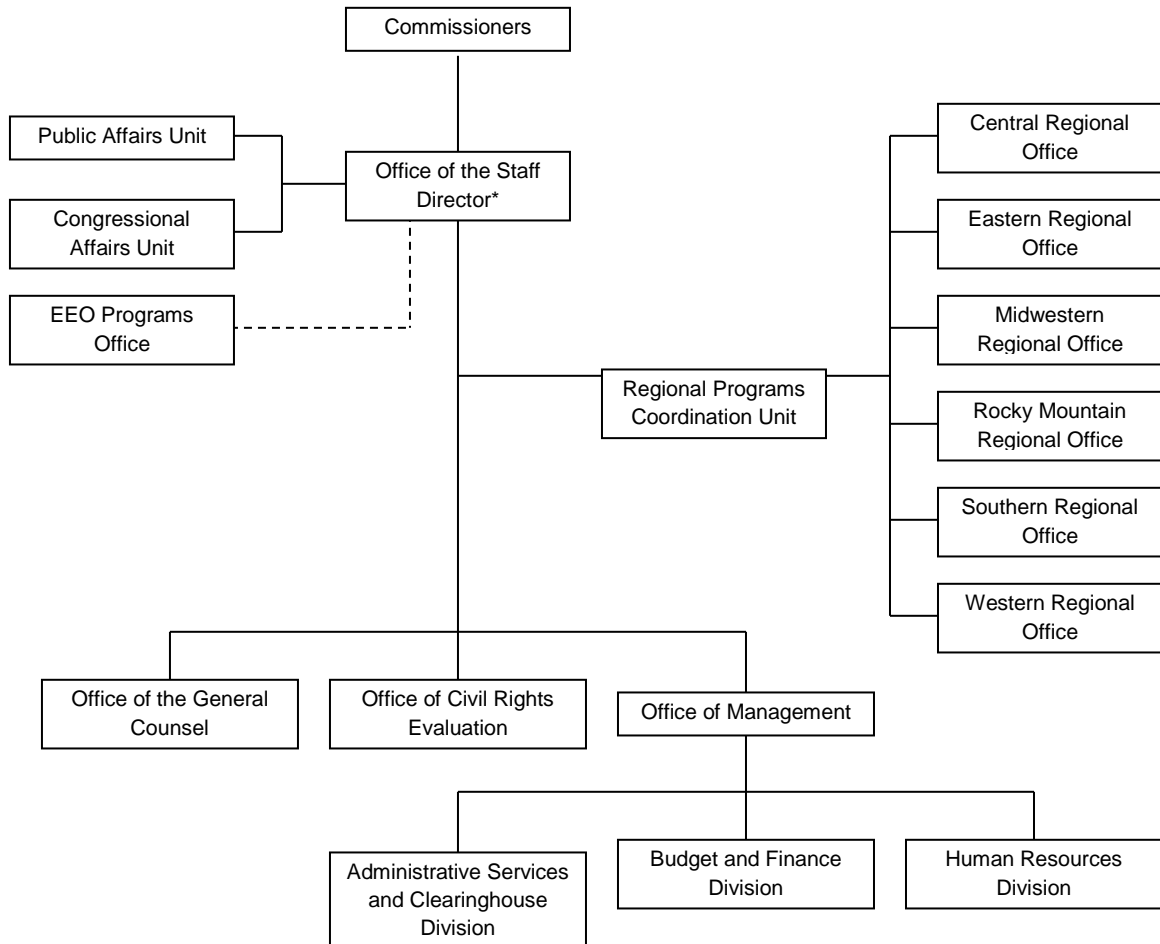 Commissioners
Public Affairs Unit
Office of the Staff
Director*
Congressional
Affairs Unit
EEO Programs
Office
Central Regional
Office
Eastern Regional
Office
Midwestern
Regional Office
Regional Programs
Coordination Unit
Rocky Mountain
Regional Office
Southern Regional
Office
Western Regional
Office
Office of the General
Counsel
Office of Civil Rights
Evaluation
Office of Management
Administrative Services
and Clearinghouse
Division
Budget and Finance
Division
Human Resources
Division